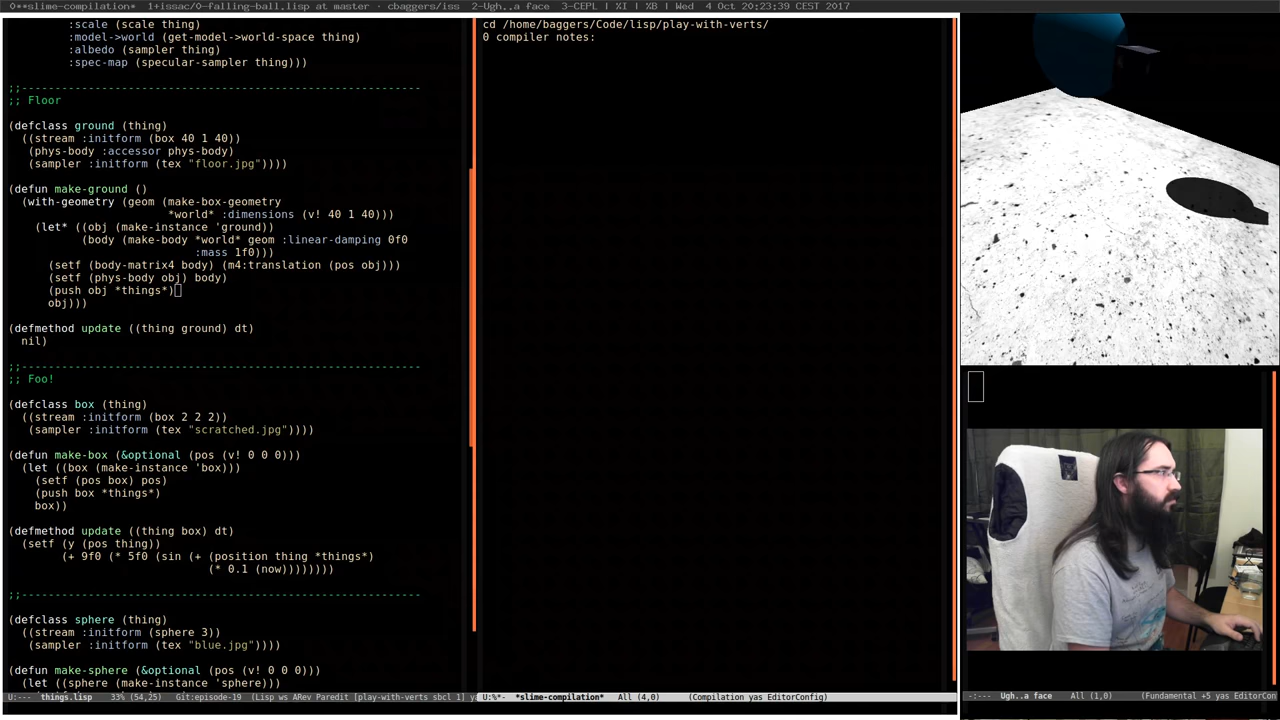 0**slime-compilation*  1+issac/0-falling-ball.lisp at master · cbaggers/iss  2-Ugh..a face  3-CEPL | %I | %B | Wed  4 Oct 20:23:39 CEST 2017
:scale (scale thing)
:model->world (get-model->world-space thing)
:albedo (sampler thing)
:spec-map (specular-sampler thing)))
;;--------------------------------------------------------------
;; Floor
(defclass ground (thing)
((stream :initform (box 40 1 40))
(phys-body :accessor phys-body)
(sampler :initform (tex "floor.jpg"))))
(defun make-ground ()
(with-geometry (geom (make-box-geometry
*world* :dimensions (v! 40 1 40)))
(let* ((obj (make-instance 'ground))
(body (make-body *world* geom :linear-damping 0f0
:mass 1f0)))
(setf (body-matrix4 body) (m4:translation (pos obj)))
(setf (phys-body obj) body)
(push obj *things*)
obj)))
(defmethod update ((thing ground) dt)
nil)
;;--------------------------------------------------------------
;; Foo!
(defclass box (thing)
((stream :initform (box 2 2 2))
(sampler :initform (tex "scratched.jpg"))))
(defun make-box (&optional (pos (v! 0 0 0)))
(let ((box (make-instance 'box)))
(setf (pos box) pos)
(push box *things*)
box))
(defmethod update ((thing box) dt)
(setf (y (pos thing))
(+ 9f0 (* 5f0 (sin (+ (position thing *things*)
(* 0.1 (now))))))))
;;--------------------------------------------------------------
(defclass sphere (thing)
((stream :initform (sphere 3))
(sampler :initform (tex "blue.jpg"))))
(defun make-sphere (&optional (pos (v! 0 0 0)))
(let ((sphere (make-instance 'sphere)))
U:---  things.lisp    33% (54,25)   Git:episode-19  (Lisp ws ARev Paredit [play-with-verts sbcl 1] ya
cd /home/baggers/Code/lisp/play-with-verts/
0 compiler notes:
U:%*-  *slime-compilation*   All (4,0)     (Compilation yas EditorConfig)
-:---  Ugh..a face    All (1,0)     (Fundamental +5 yas EditorCon